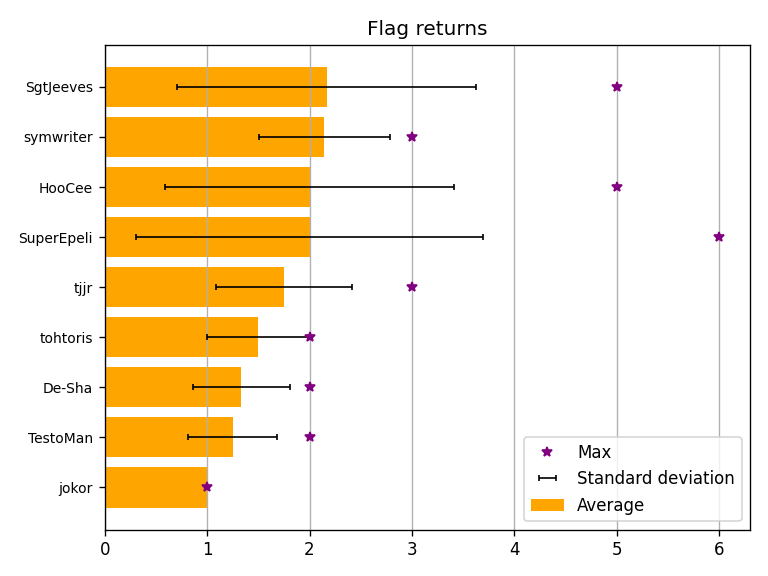 Flag returns
SgtJeeves
symwriter
HooCee
SuperEpeli
tjjr
tohtoris
De-Sha
TestoMan
jokor
Max
Standard deviation
Average
0 1 2 3 4 5 6